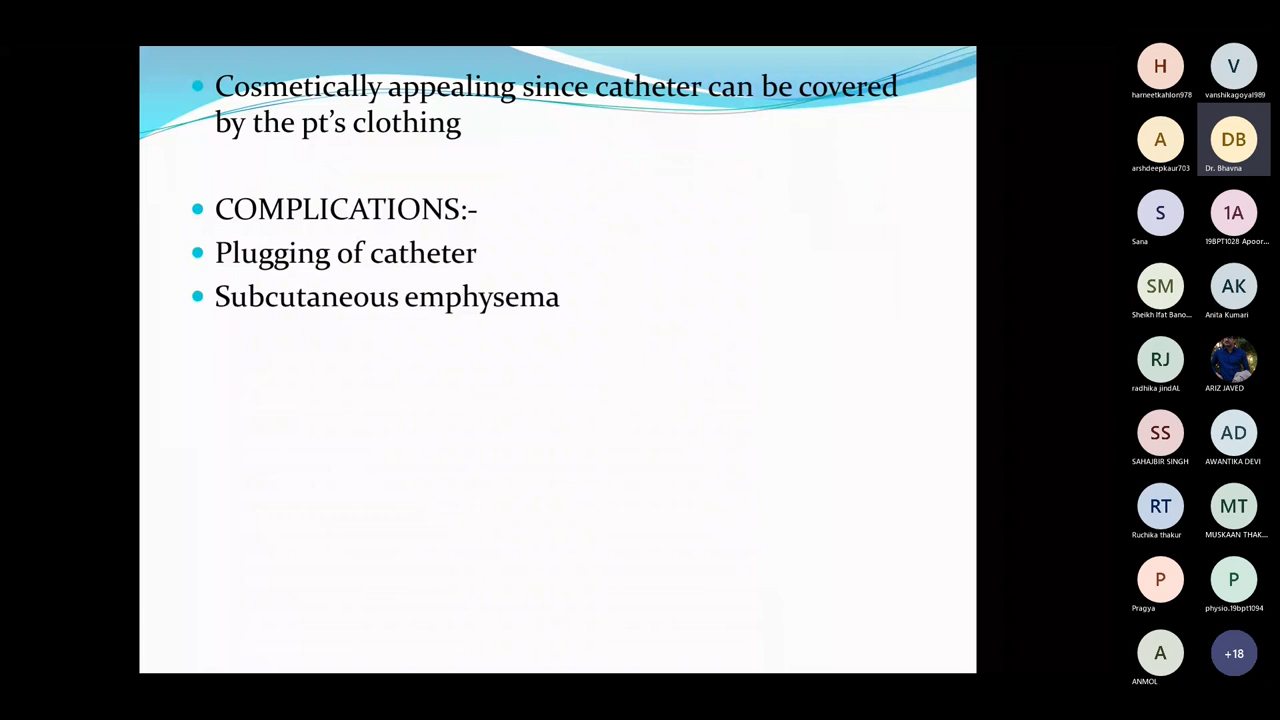 Cosmetically appealing since catheter can be covered
by the pt's clothing
COMPLICATIONS:-
Plugging of catheter
Subcutaneous emphysema
H
harneetkahlon978
V
vanshikagoyal989
A
arshdeepkaur703
DB
Dr. Bhavna
S
Sana
1A
19BPT1028 Apoor...
SM
Sheikh Ifat Bano...
AK
Anita Kumari
RJ
radhika jindAL
ARIZ JAVED
SS
SAHAJBIR SINGH
AD
AWANTIKA DEVI
RT
Ruchika thakur
MT
MUSKAAN THAK...
P
Pragya
P
physio.19bpt1094
A
ANMOL
+18